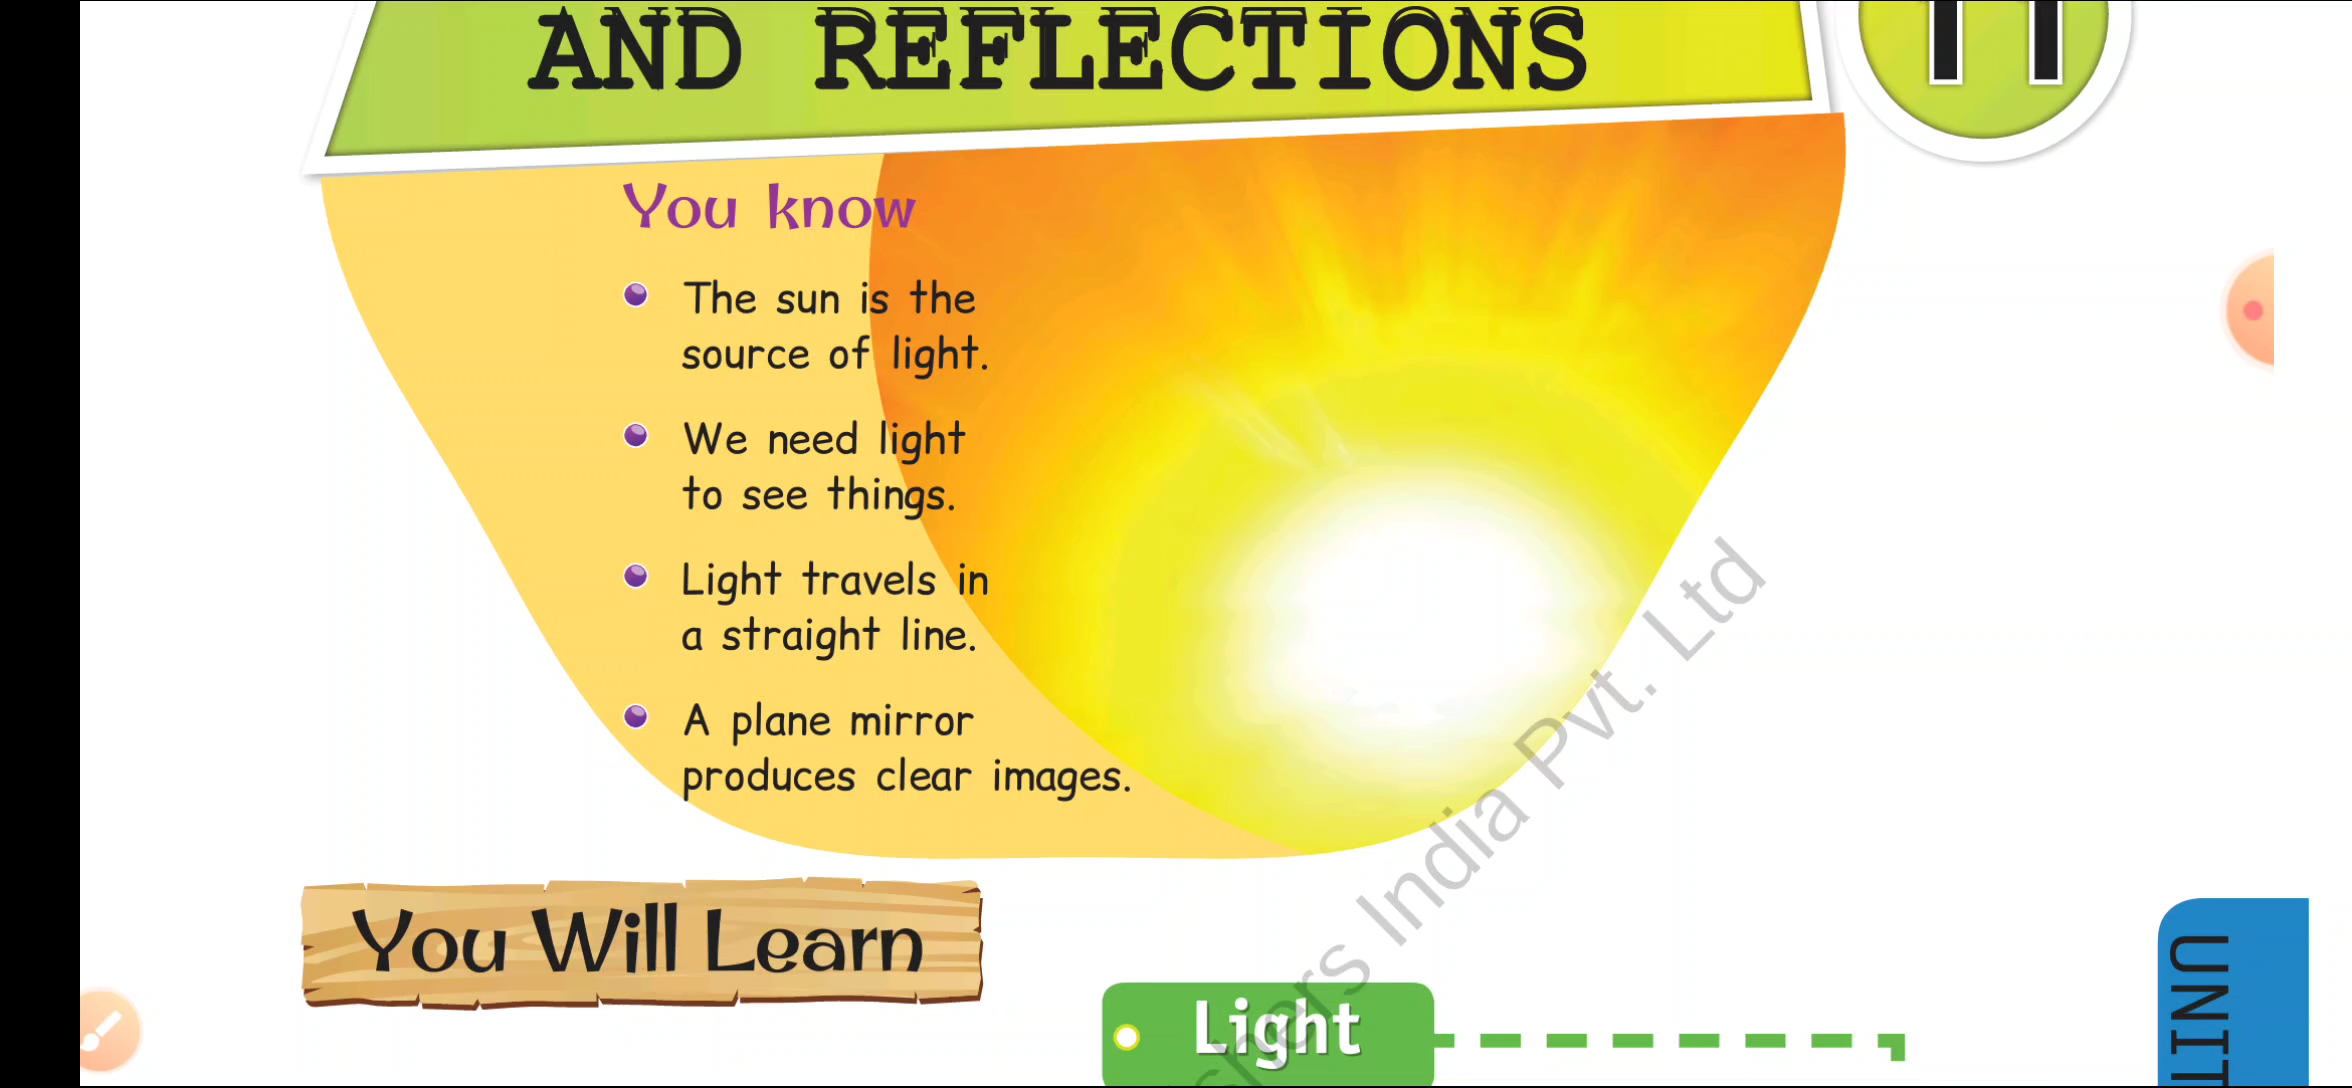 AND REFLECTIONS
11
You know
The sun is the
source of light.
We need light
to see things.
Light travels in
a straight line.
A plane mirror
produces clear images.
You Will Learn
Light
UNIT
India Pvt. Ltd